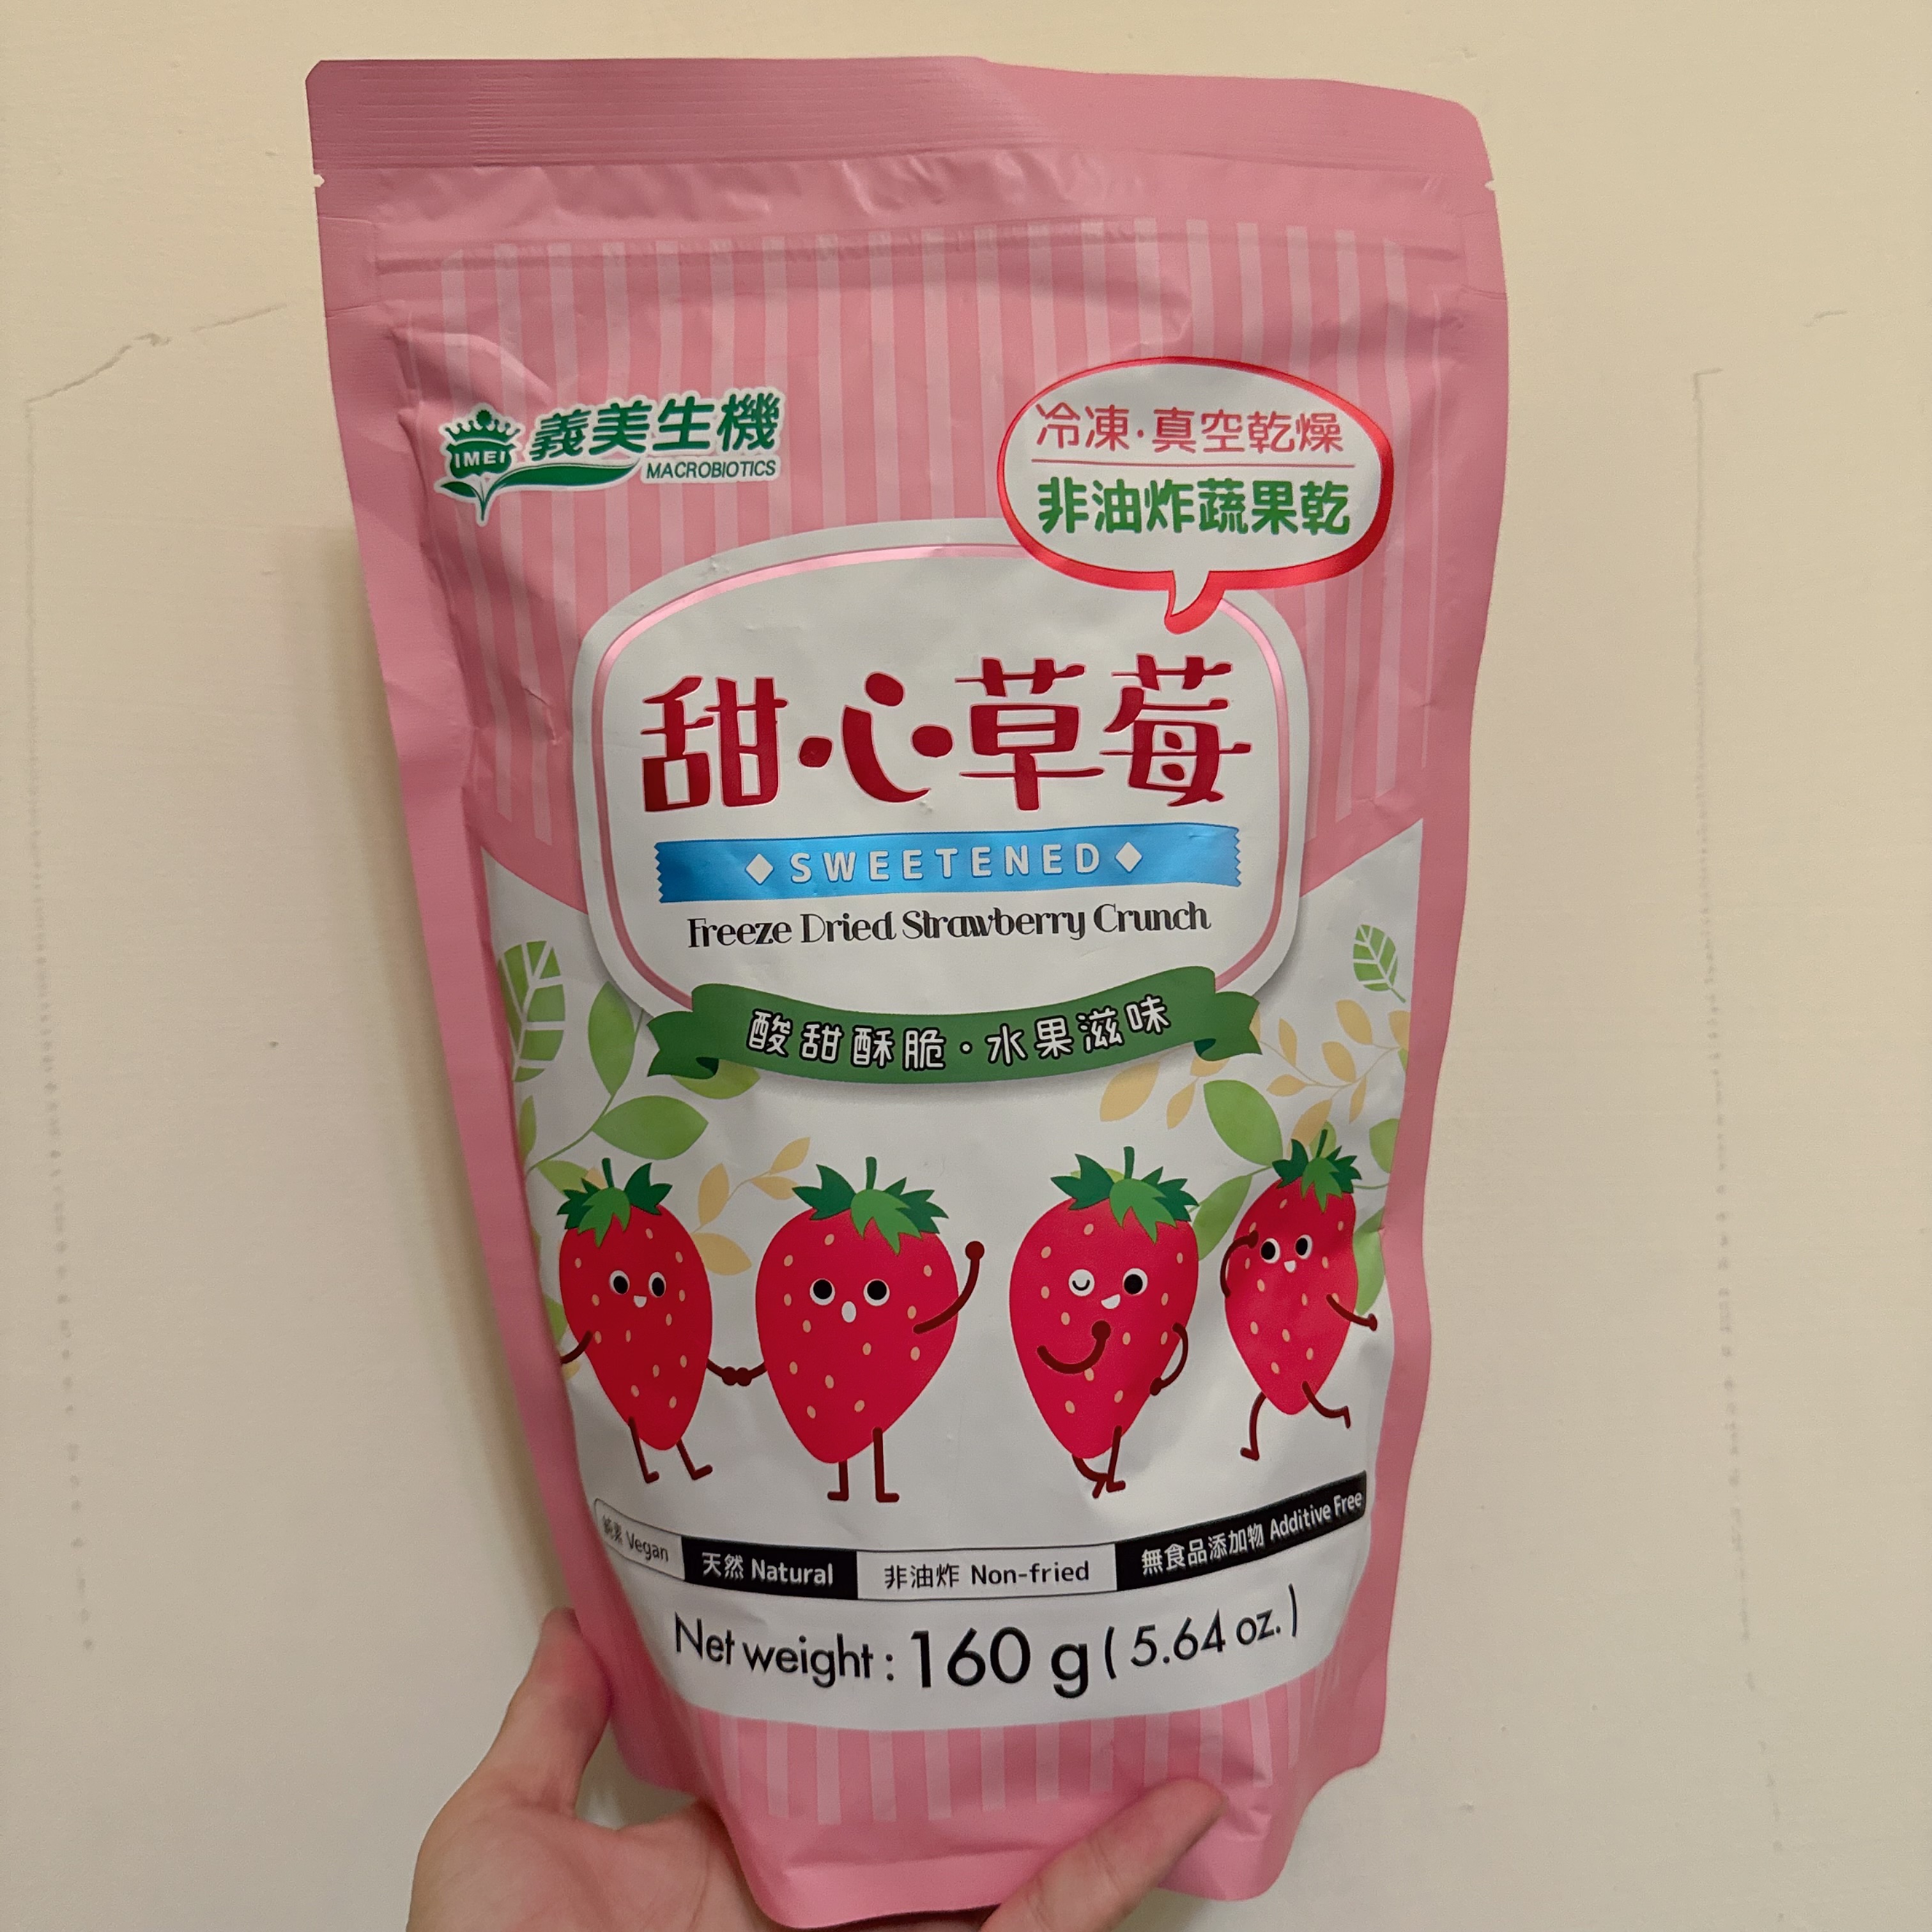 IMEI
義美生機
MACROBIOTICS
冷凍·真空乾燥
非油炸蔬果乾
甜心草莓
SWEETENED
Freeze Dried Strawberry Crunch
酸甜酥脆·水果滋味
純素 Vegan
天然 Natural
非油炸 Non-fried
無食品添加物 Additive Free
Net weight: 160 g (5.64 oz.)